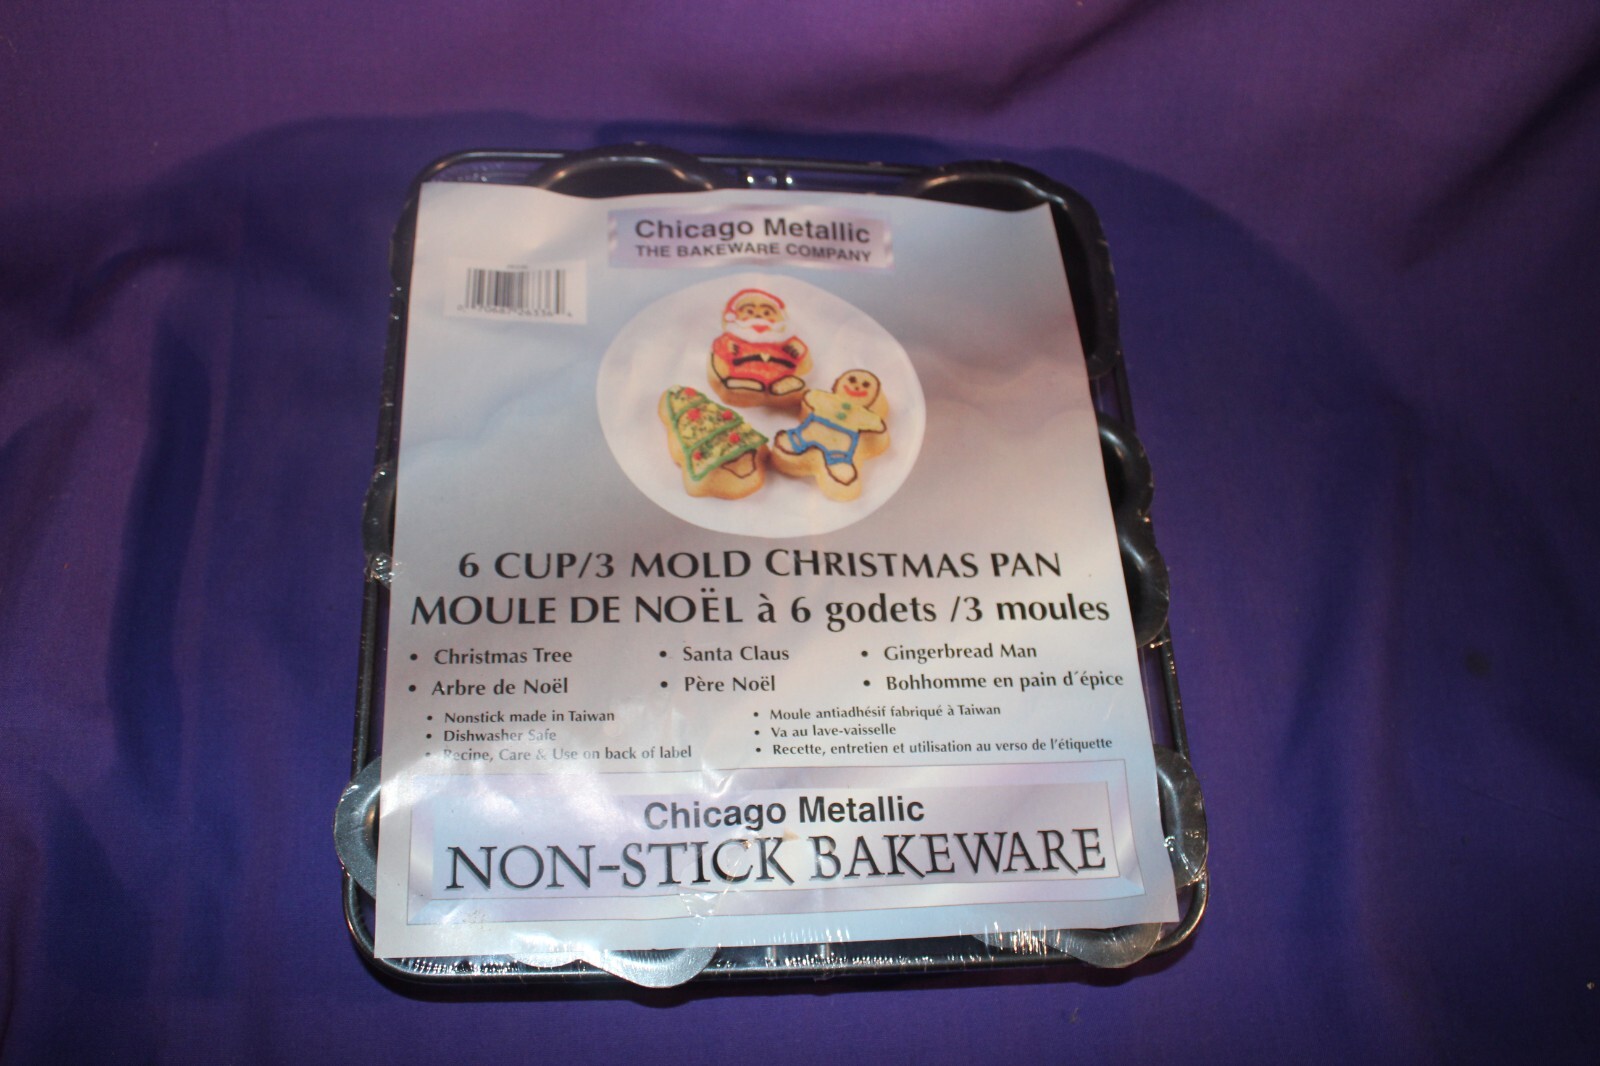 Chicago Metallic
THE BAKEWARE COMPANY
6 CUP/3 MOLD CHRISTMAS PAN
MOULE DE NOËL à 6 godets /3 moules
• Christmas Tree • Santa Claus • Gingerbread Man
• Arbre de Noël • Père Noël • Bohhomme en pain d´épice
• Nonstick made in Taiwan
• Dishwasher Safe
• Recipe, Care & Use on back of label
• Moule antiadhésif fabriqué à Taiwan
• Va au lave-vaisselle
• Recette, entretien et utilisation au verso de l'étiquette
Chicago Metallic
NON-STICK BAKEWARE